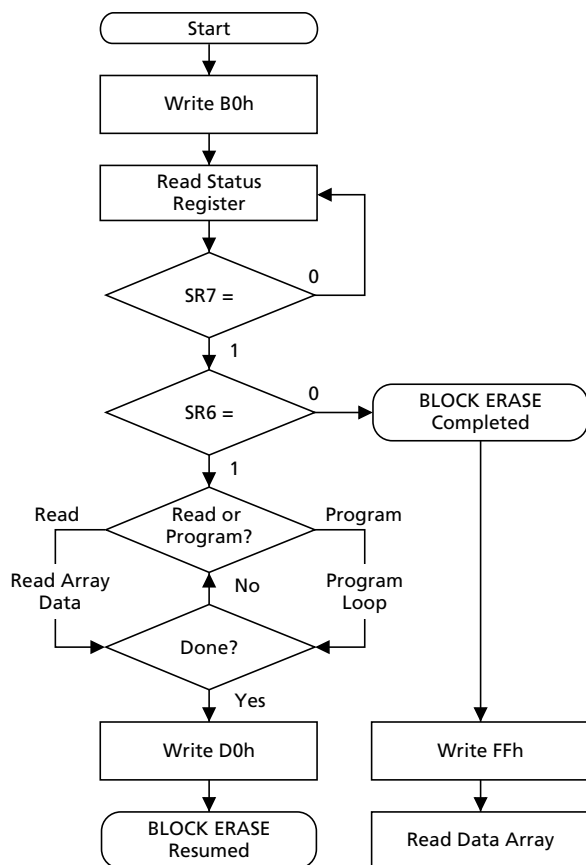 Start
Write B0h
Read Status
Register
0
SR7 =
1
0
SR6 =
BLOCK ERASE
Completed
1
Read
Read or
Program?
Program
Read Array
Data
No
Program
Loop
Done?
Yes
Write D0h
Write FFh
BLOCK ERASE
Resumed
Read Data Array